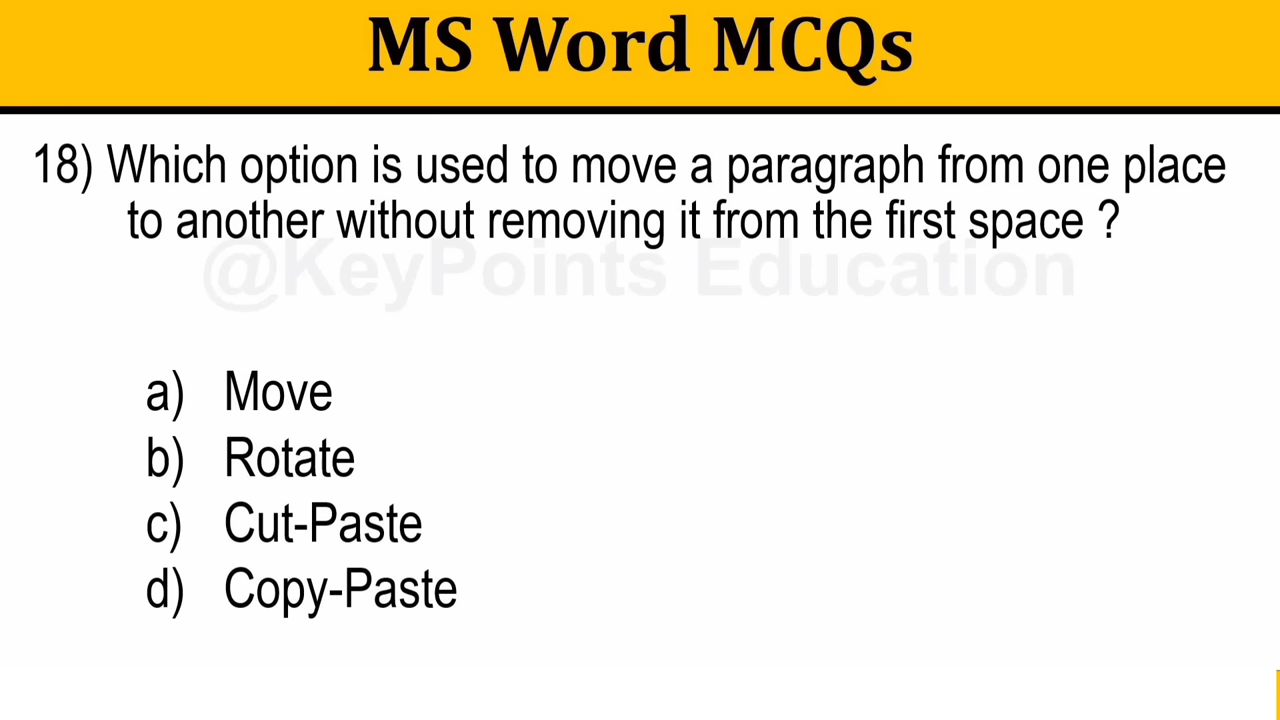 MS Word MCQs
18) Which option is used to move a paragraph from one place
to another without removing it from the first space ?
@KeyPoints Education
a) Move
b) Rotate
c) Cut-Paste
d) Copy-Paste